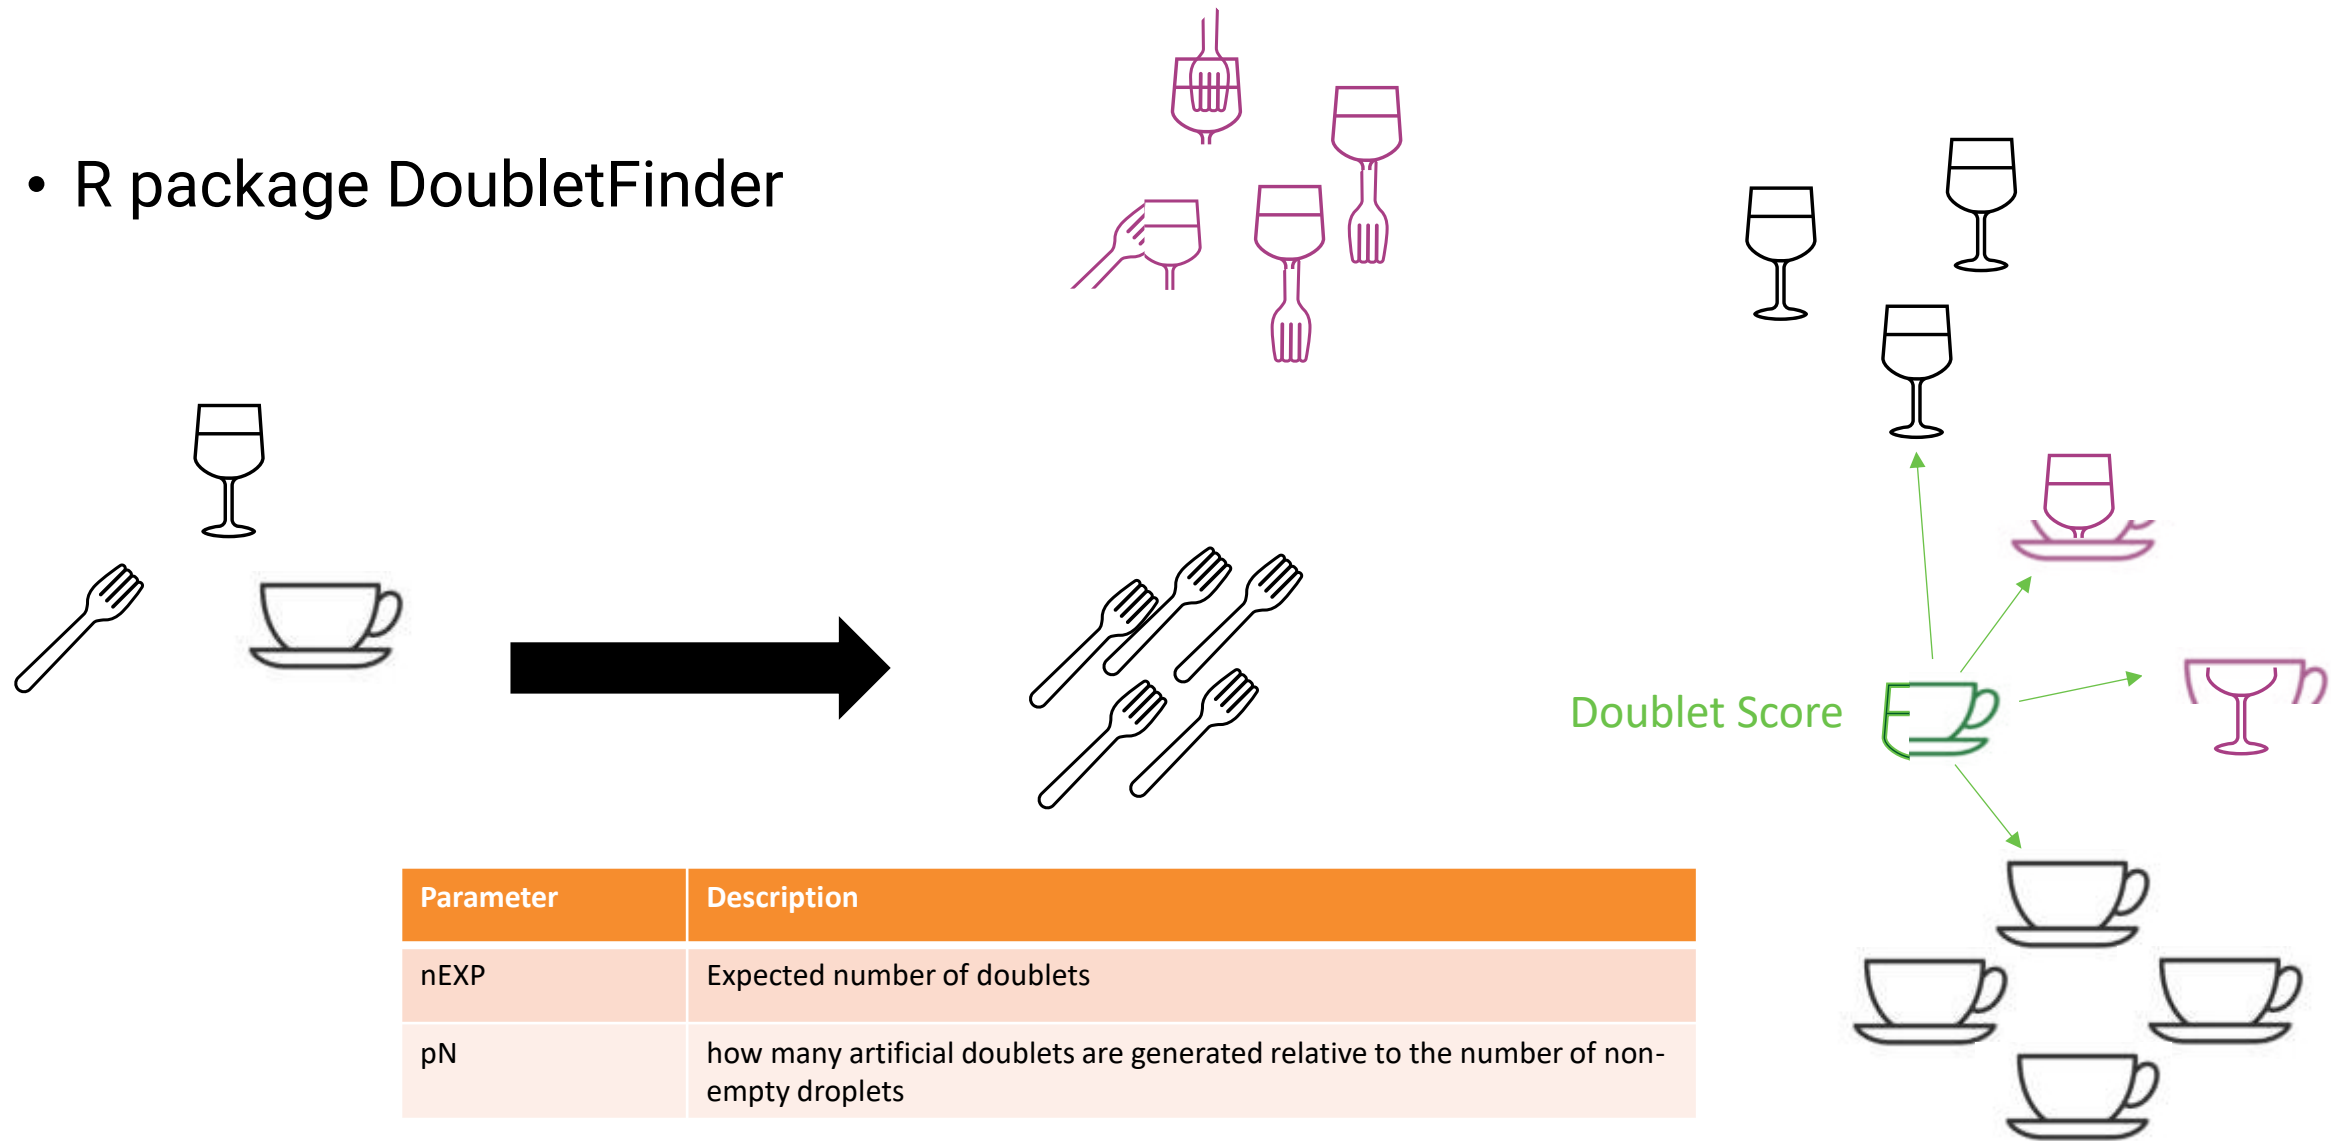 • R package DoubletFinder
Doublet Score
Parameter
Description
nEXP
Expected number of doublets
pN
how many artificial doublets are generated relative to the number of non-
empty droplets